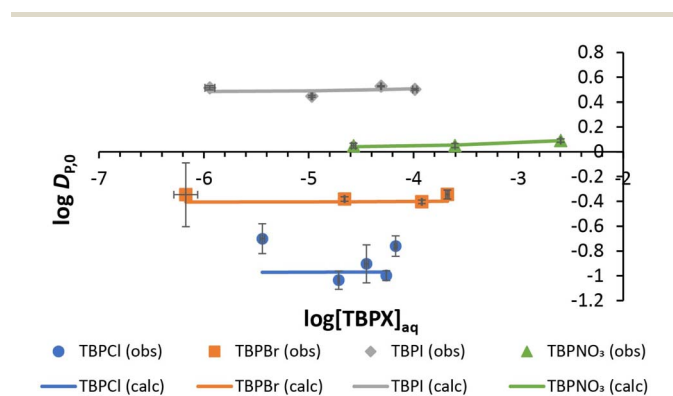 0.8
0.6
0.4
0.2
0
-7 -6 -5 -4 -3 -2
-0.2
-0.4
-0.6
-0.8
-1
-1.2
log D_P,0
log[TBPX]_aq
TBPCl (obs) TBPBr (obs) TBPI (obs) TBPNO₃ (obs)
TBPCl (calc) TBPBr (calc) TBPI (calc) TBPNO₃ (calc)